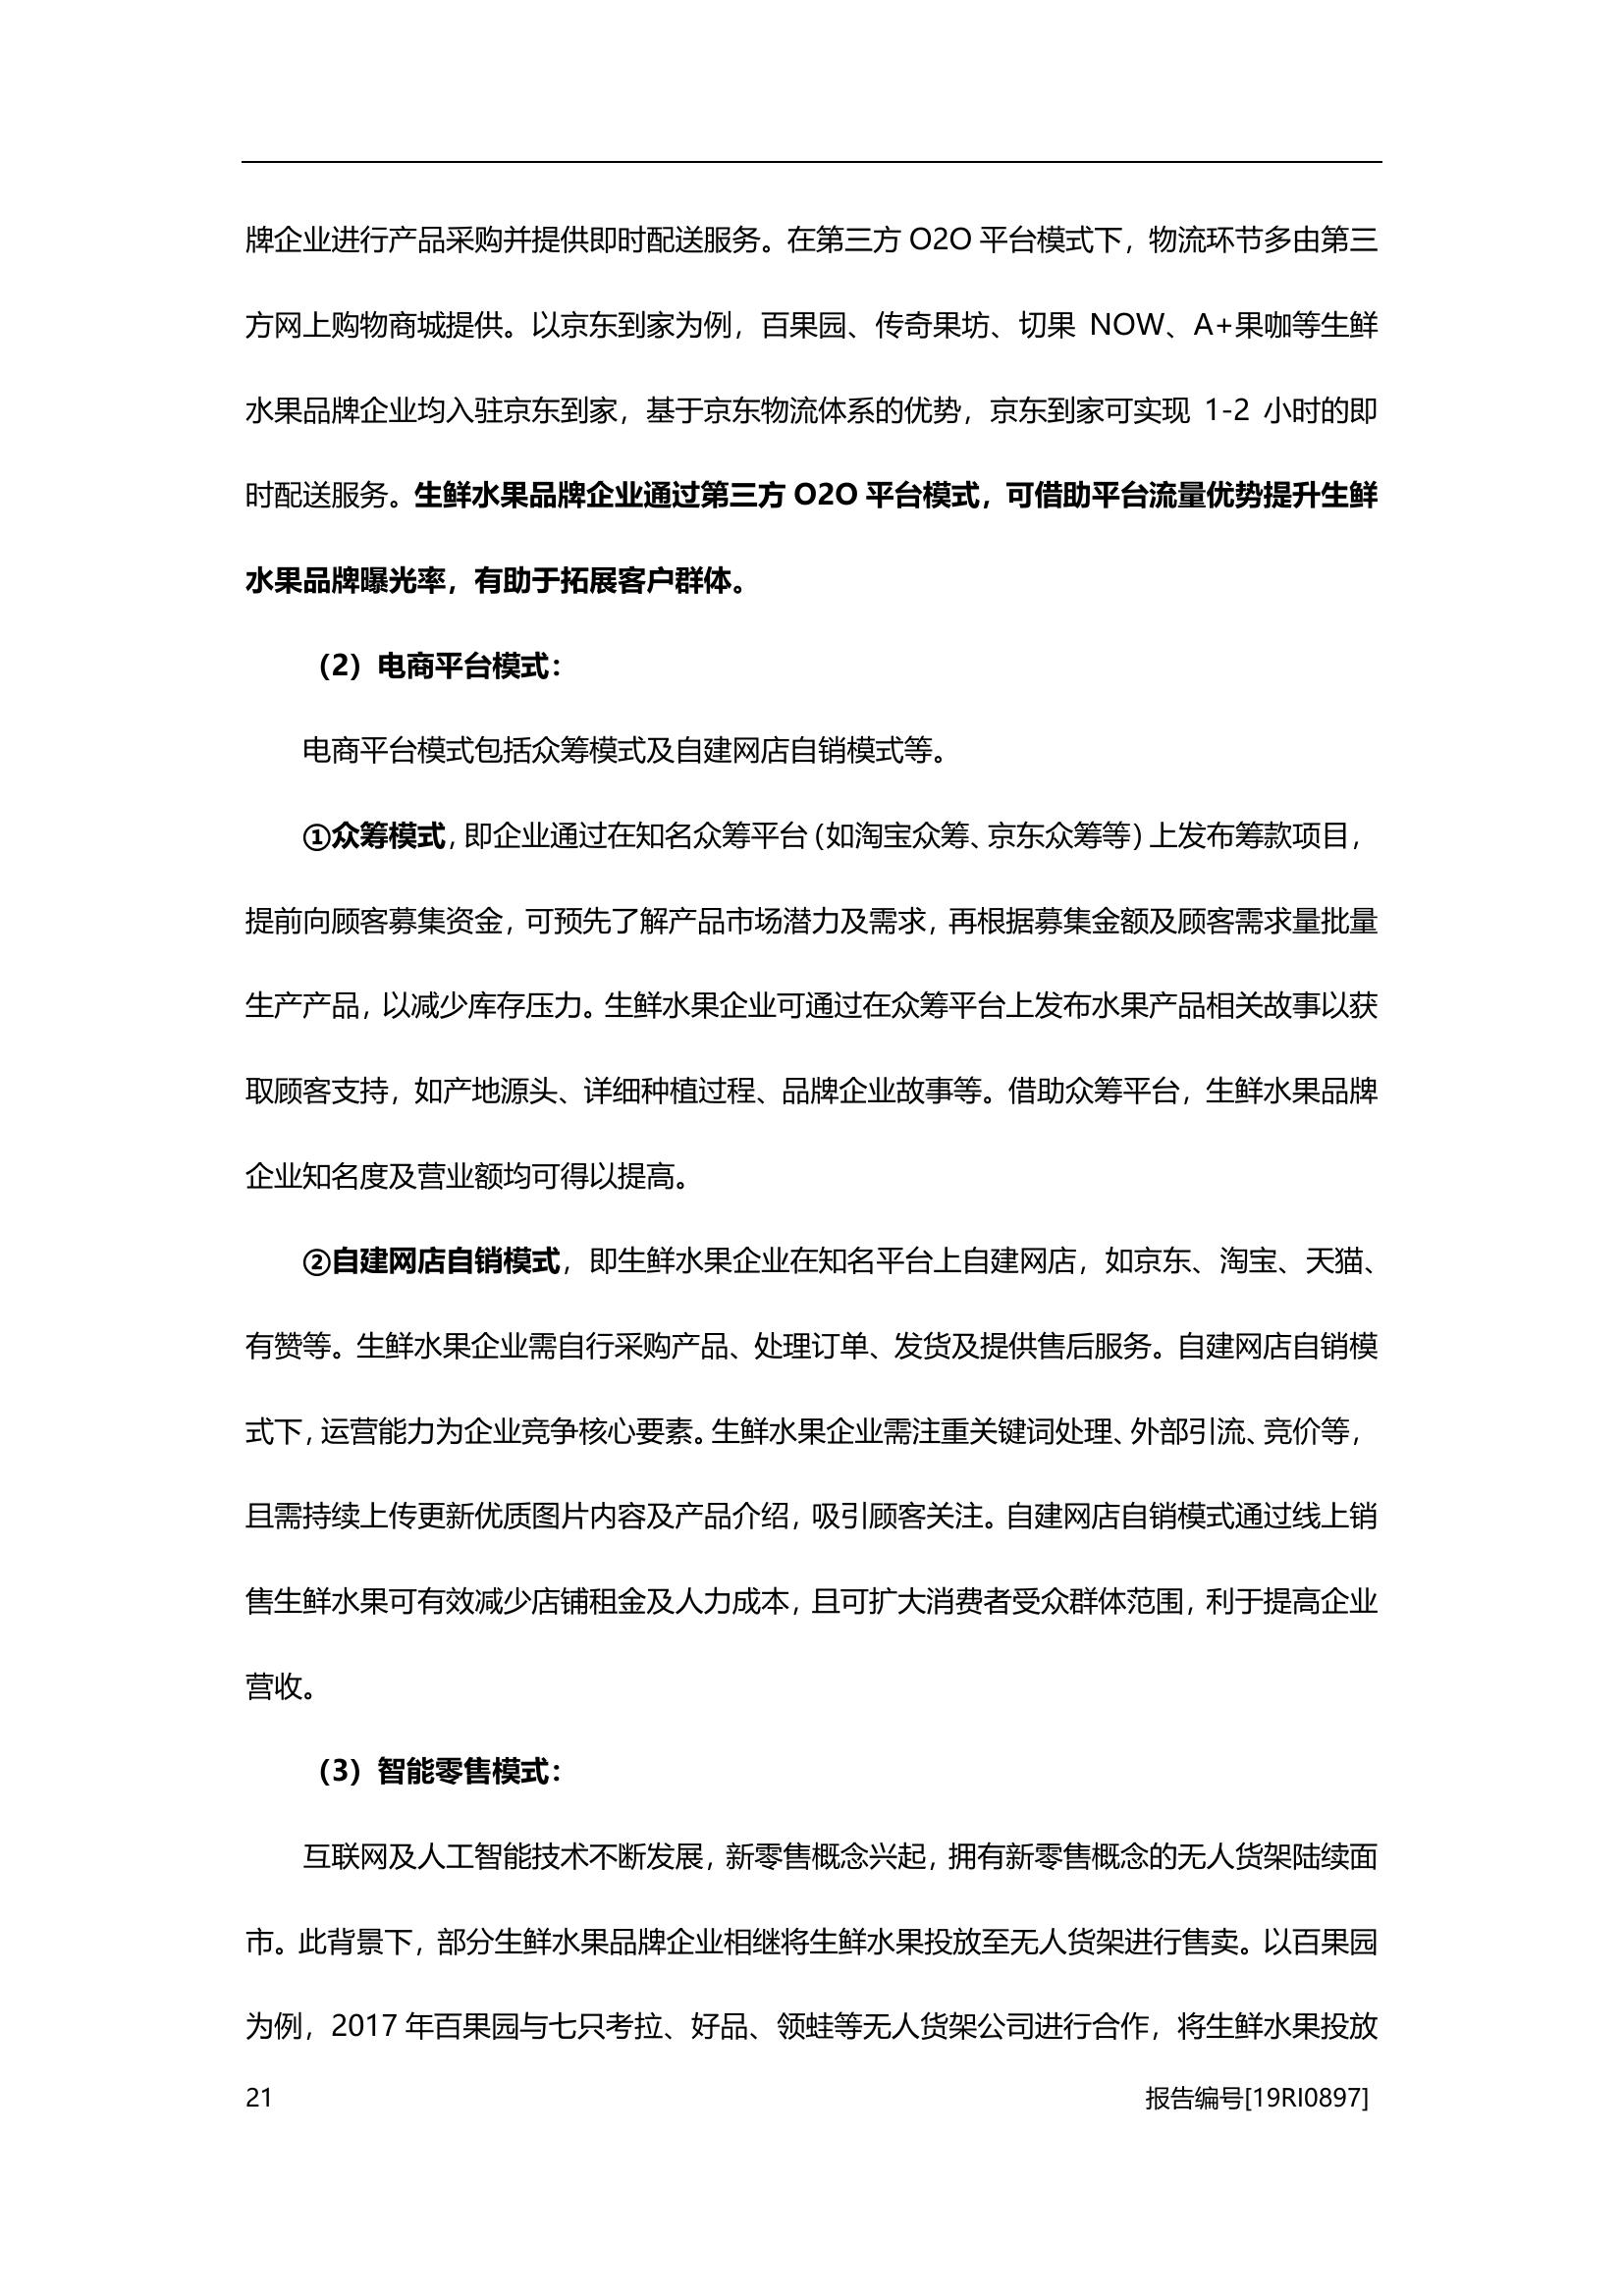 牌企业进行产品采购并提供即时配送服务。在第三方 O2O 平台模式下，物流环节多由第三
方网上购物商城提供。以京东到家为例，百果园、传奇果坊、切果 NOW、A+果咖等生鲜
水果品牌企业均入驻京东到家，基于京东物流体系的优势，京东到家可实现 1-2 小时的即
时配送服务。生鲜水果品牌企业通过第三方 O2O 平台模式，可借助平台流量优势提升生鲜
水果品牌曝光率，有助于拓展客户群体。
（2）电商平台模式：
电商平台模式包括众筹模式及自建网店自销模式等。
①众筹模式，即企业通过在知名众筹平台（如淘宝众筹、京东众筹等）上发布筹款项目，
提前向顾客募集资金，可预先了解产品市场潜力及需求，再根据募集金额及顾客需求量批量
生产产品，以减少库存压力。生鲜水果企业可通过在众筹平台上发布水果产品相关故事以获
取顾客支持，如产地源头、详细种植过程、品牌企业故事等。借助众筹平台，生鲜水果品牌
企业知名度及营业额均可得以提高。
②自建网店自销模式，即生鲜水果企业在知名平台上自建网店，如京东、淘宝、天猫、
有赞等。生鲜水果企业需自行采购产品、处理订单、发货及提供售后服务。自建网店自销模
式下，运营能力为企业竞争核心要素。生鲜水果企业需注重关键词处理、外部引流、竞价等，
且需持续上传更新优质图片内容及产品介绍，吸引顾客关注。自建网店自销模式通过线上销
售生鲜水果可有效减少店铺租金及人力成本，且可扩大消费者受众群体范围，利于提高企业
营收。
（3）智能零售模式：
互联网及人工智能技术不断发展，新零售概念兴起，拥有新零售概念的无人货架陆续面
市。此背景下，部分生鲜水果品牌企业相继将生鲜水果投放至无人货架进行售卖。以百果园
为例，2017 年百果园与七只考拉、好品、领蛙等无人货架公司进行合作，将生鲜水果投放
21 报告编号[19RI0897]